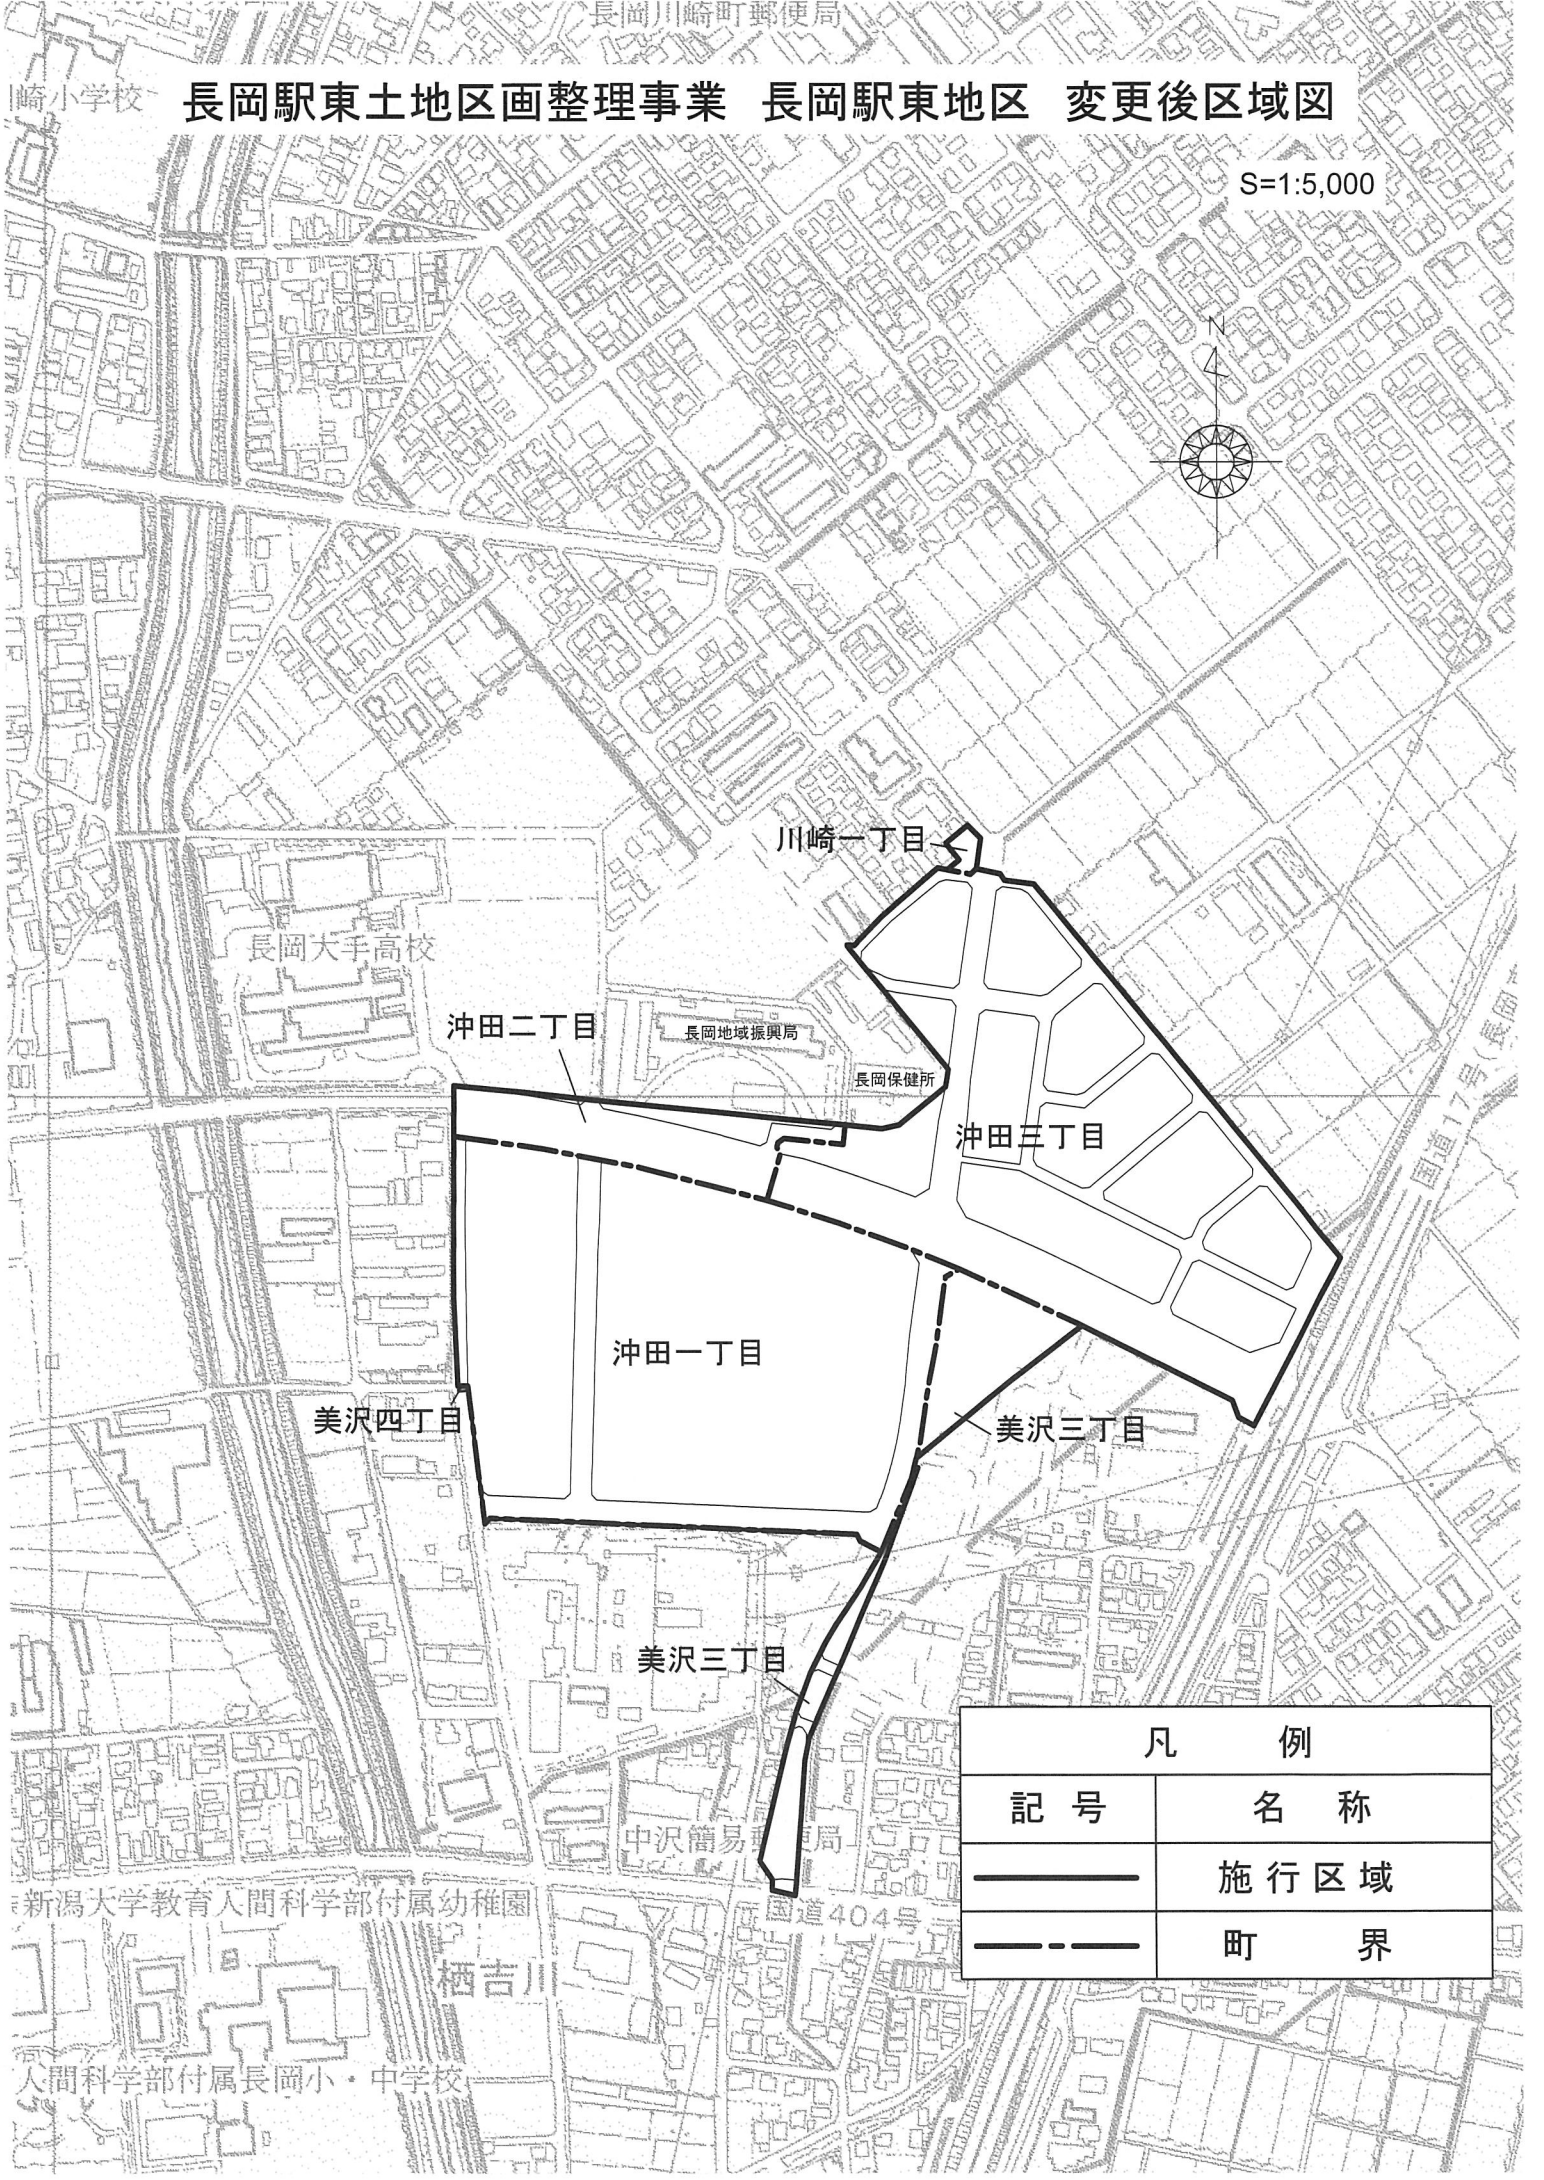 長岡川崎町郵便局
崎小学校
長岡駅東土地区画整理事業 長岡駅東地区 変更後区域図
S=1:5,000
N
川崎一丁目
長岡大手高校
沖田二丁目
長岡地域振興局
長岡保健所
沖田三丁目
国道17号(長岡
沖田一丁目
美沢四丁目
美沢三丁目
美沢三丁目
中沢簡易郵便局
新潟大学教育人間科学部付属幼稚園
国道404号
栖吉川
人間科学部付属長岡小・中学校
凡 例
記 号 名 称
施 行 区 域
町 界